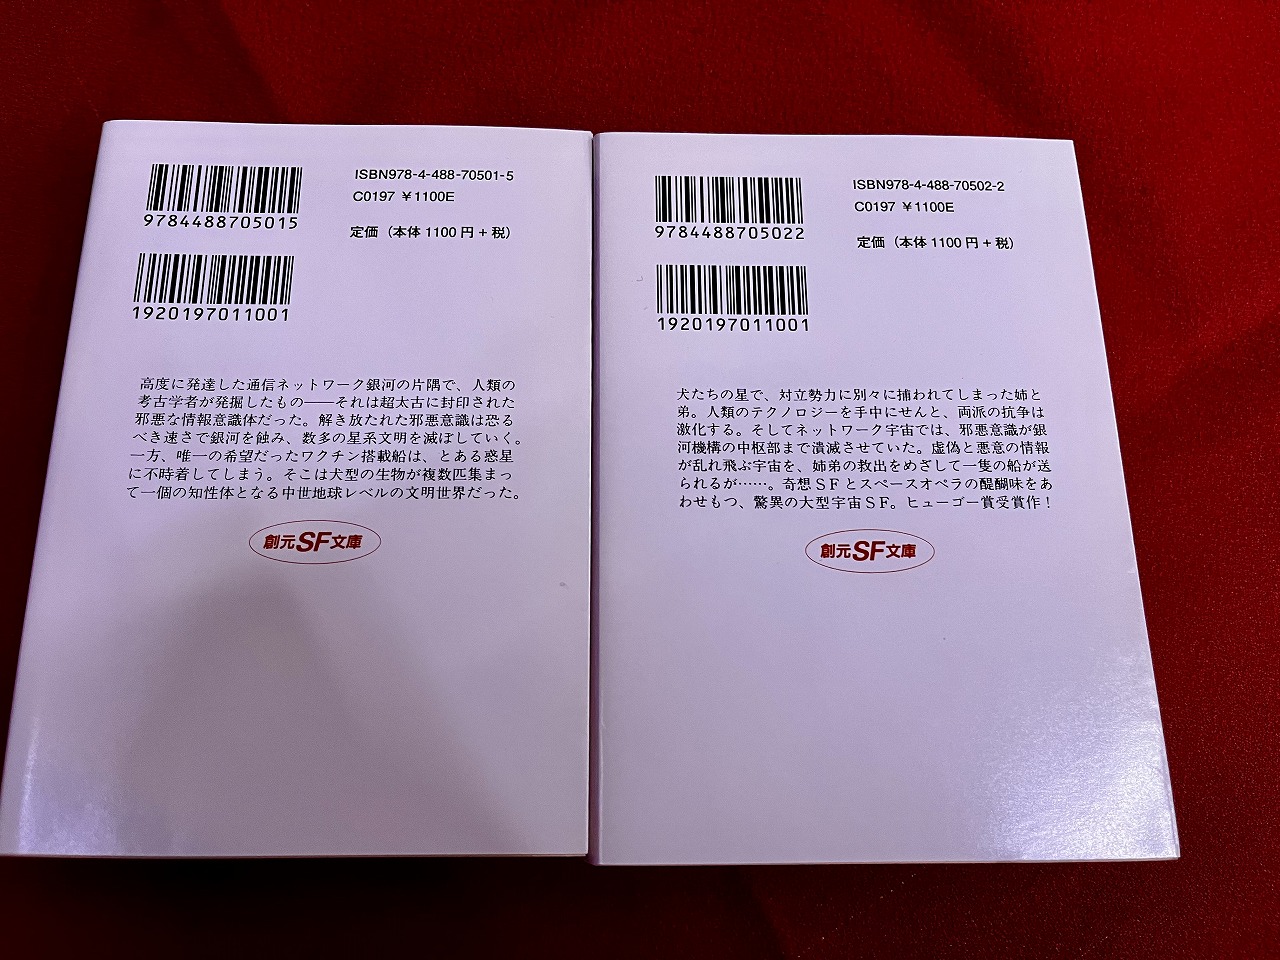 ISBN978-4-488-70501-5
C0197 ¥1100E
定価（本体1100円+税）
9784488705015
1920197011001
高度に発達した通信ネットワーク銀河の片隅で、人類の
考古学者が発掘したもの――それは超太古に封印された
邪悪な情報意識体だった。解き放たれた邪悪意識は恐る
べき速さで銀河を蝕み、数多の星系文明を滅ぼしていく。
一方、唯一の希望だったワクチン搭載船は、とある惑星
に不時着してしまう。そこは犬型の生物が複数匹集まっ
て一個の知性体となる中世地球レベルの文明世界だった。
創元SF文庫
ISBN978-4-488-70502-2
C0197 ¥1100E
定価（本体1100円+税）
9784488705022
1920197011001
犬たちの星で、対立勢力に別々に捕われてしまった姉と
弟。人類のテクノロジーを手中にせんと、両派の抗争は
激化する。そしてネットワーク宇宙では、邪悪意識が銀
河機構の中枢部まで潰滅させていた。虚偽と悪意の情報
が乱れ飛ぶ宇宙を、姉弟の救出をめざして一隻の船が送
られるが……。奇想SFとスペースオペラの醍醐味をあ
わせもつ、驚異の大型宇宙SF。ヒューゴー賞受賞作！
創元SF文庫